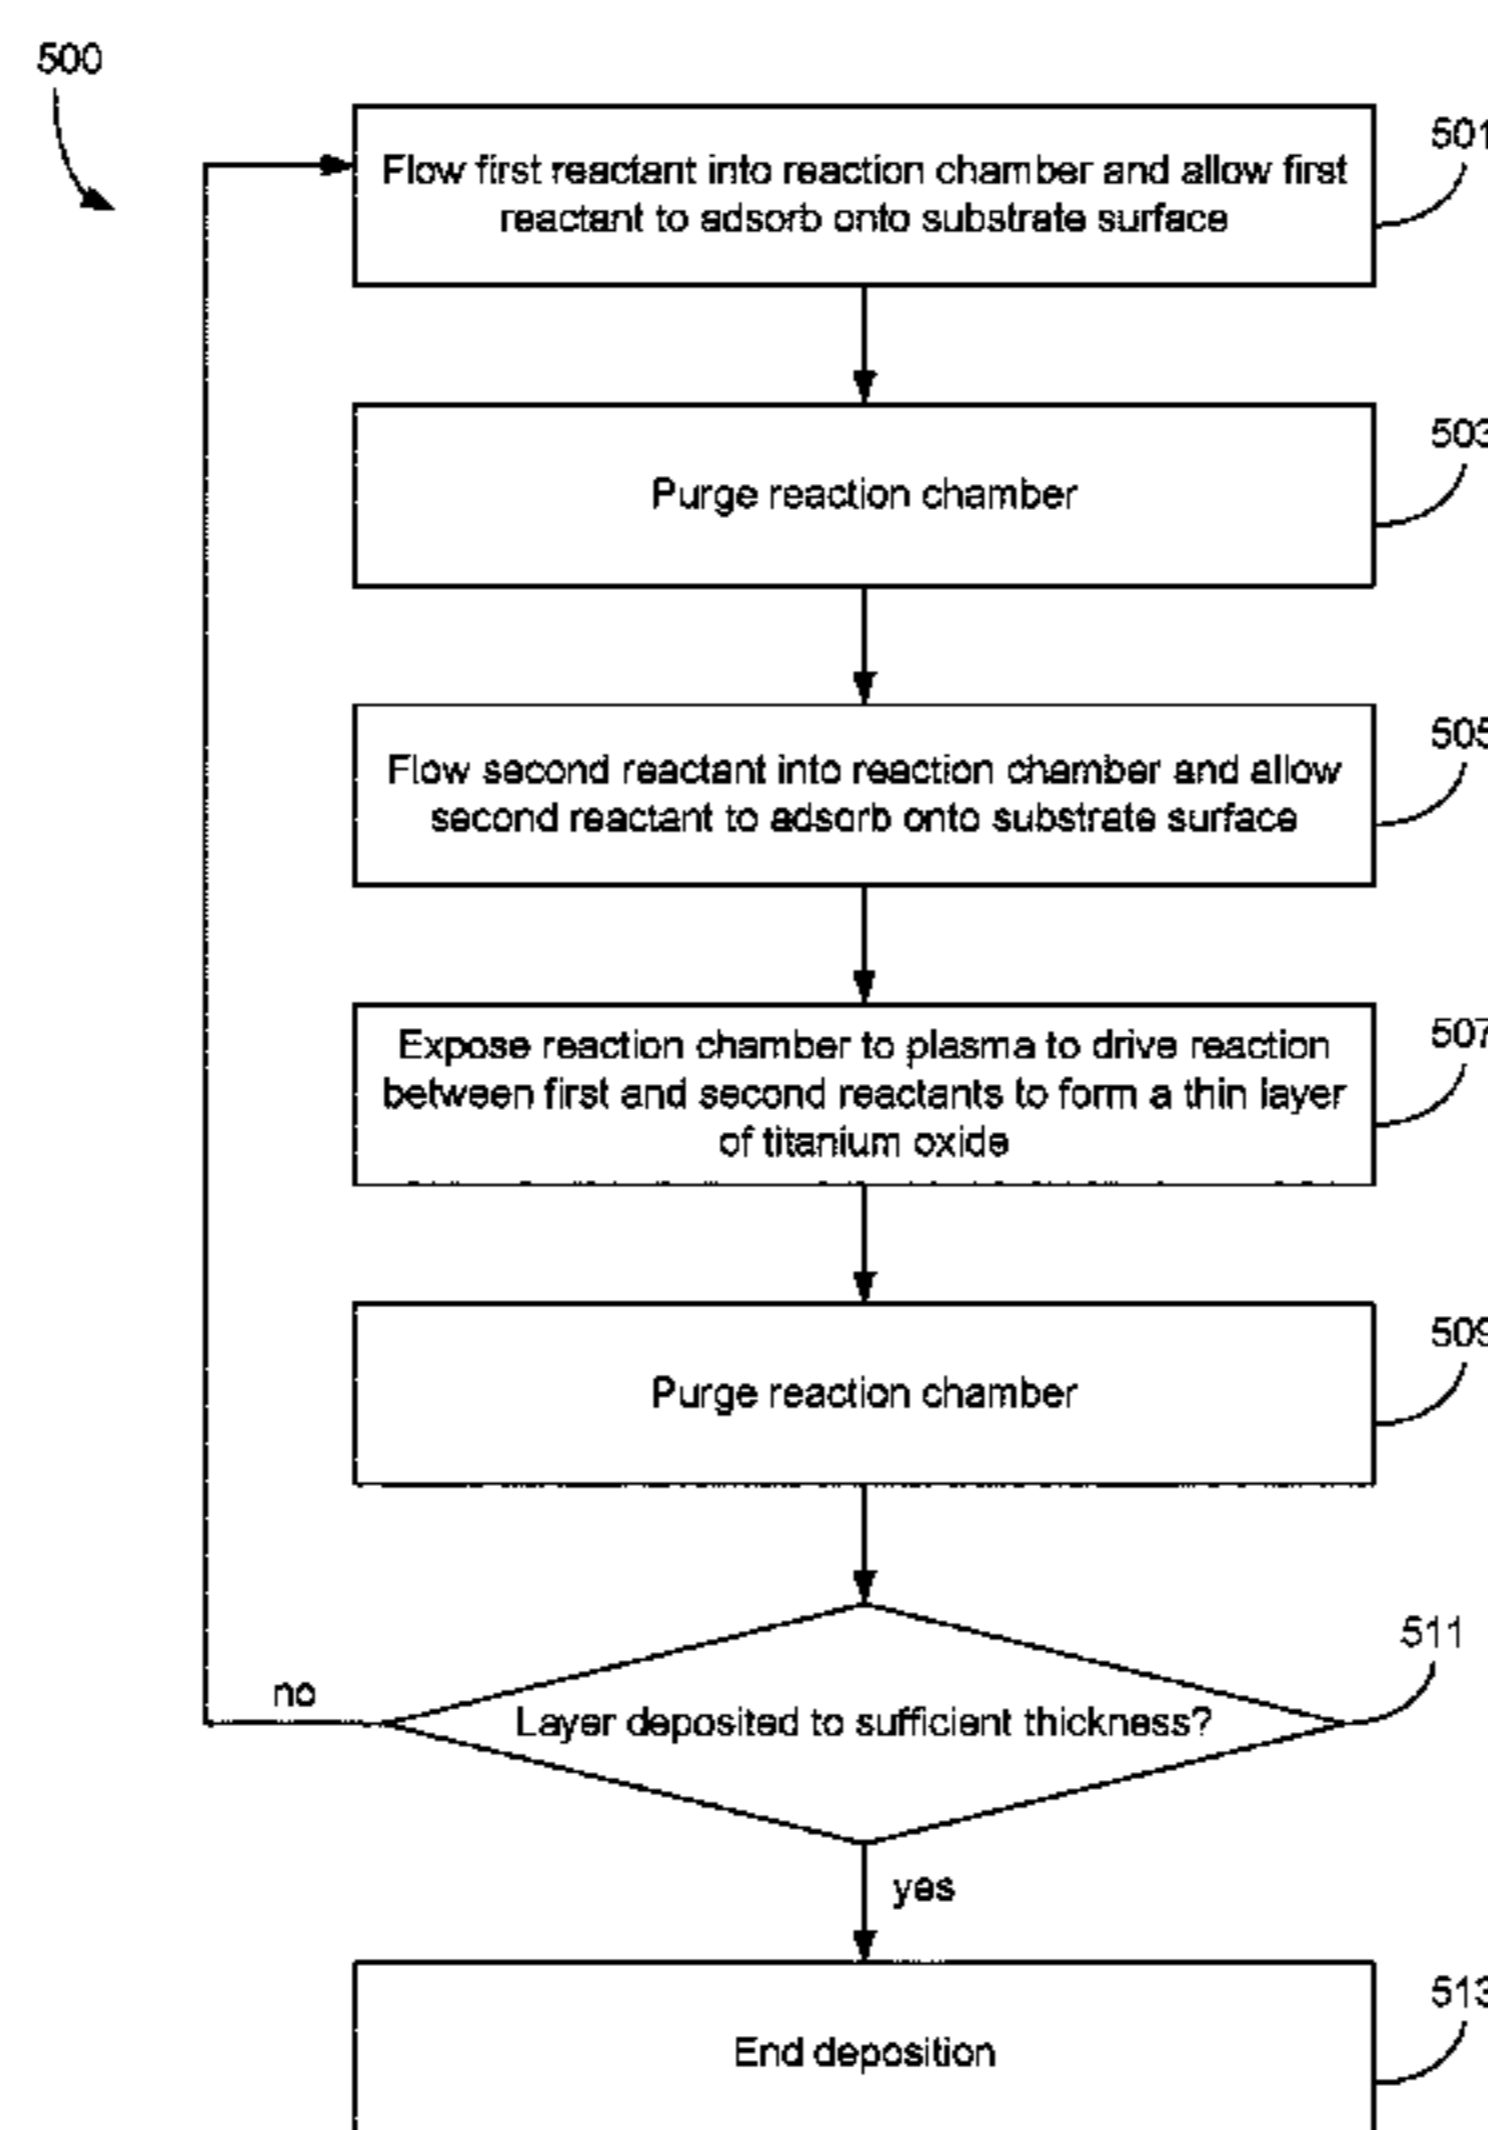 500
501
Flow first reactant into reaction chamber and allow first
reactant to adsorb onto substrate surface
503
Purge reaction chamber
505
Flow second reactant into reaction chamber and allow
second reactant to adsorb onto substrate surface
507
Expose reaction chamber to plasma to drive reaction
between first and second reactants to form a thin layer
of titanium oxide
509
Purge reaction chamber
511
Layer deposited to sufficient thickness?
no
yes
513
End deposition